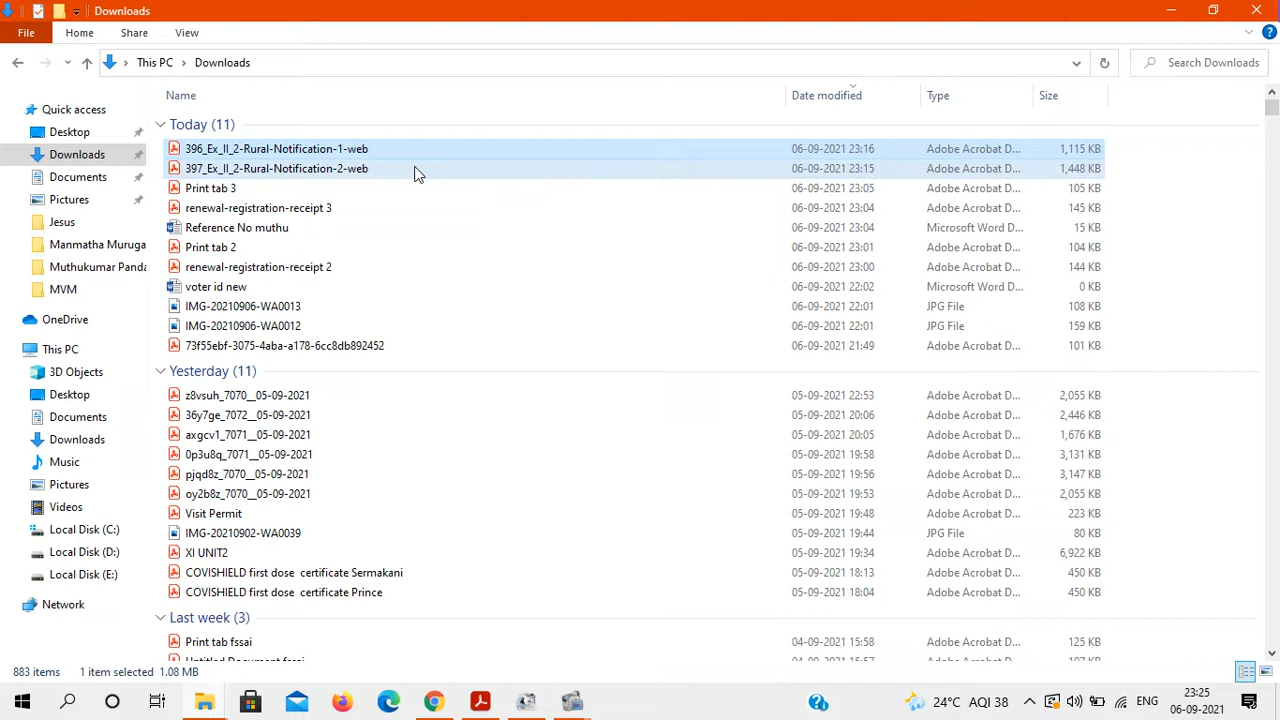 Downloads
File Home Share View
This PC Downloads
Search Downloads
Name Date modified Type Size
Quick access
Desktop
Downloads
Documents
Pictures
Jesus
Manmatha Muruga
Muthukumar Panda
MVM
OneDrive
This PC
3D Objects
Desktop
Documents
Downloads
Music
Pictures
Videos
Local Disk (C:)
Local Disk (D:)
Local Disk (E:)
Network
Today (11)
396_Ex_II_2-Rural-Notification-1-web 06-09-2021 23:16 Adobe Acrobat D... 1,115 KB
397_Ex_II_2-Rural-Notification-2-web 06-09-2021 23:15 Adobe Acrobat D... 1,448 KB
Print tab 3 06-09-2021 23:05 Adobe Acrobat D... 105 KB
renewal-registration-receipt 3 06-09-2021 23:04 Adobe Acrobat D... 145 KB
Reference No muthu 06-09-2021 23:04 Microsoft Word D... 15 KB
Print tab 2 06-09-2021 23:01 Adobe Acrobat D... 104 KB
renewal-registration-receipt 2 06-09-2021 23:00 Adobe Acrobat D... 144 KB
voter id new 06-09-2021 22:02 Microsoft Word D... 0 KB
IMG-20210906-WA0013 06-09-2021 22:01 JPG File 108 KB
IMG-20210906-WA0012 06-09-2021 22:01 JPG File 159 KB
73f55ebf-3075-4aba-a178-6cc8db892452 06-09-2021 21:49 Adobe Acrobat D... 101 KB
Yesterday (11)
z8vsuh_7070__05-09-2021 05-09-2021 22:53 Adobe Acrobat D... 2,055 KB
36y7ge_7072__05-09-2021 05-09-2021 20:06 Adobe Acrobat D... 2,446 KB
axgcv1_7071__05-09-2021 05-09-2021 20:05 Adobe Acrobat D... 1,676 KB
0p3u8q_7071__05-09-2021 05-09-2021 19:58 Adobe Acrobat D... 3,131 KB
pjqd8z_7070__05-09-2021 05-09-2021 19:56 Adobe Acrobat D... 3,147 KB
oy2b8z_7070__05-09-2021 05-09-2021 19:53 Adobe Acrobat D... 2,055 KB
Visit Permit 05-09-2021 19:48 Adobe Acrobat D... 223 KB
IMG-20210902-WA0039 05-09-2021 19:44 JPG File 80 KB
XI UNIT2 05-09-2021 19:34 Adobe Acrobat D... 6,922 KB
COVISHIELD first dose certificate Sermakani 05-09-2021 18:13 Adobe Acrobat D... 450 KB
COVISHIELD first dose certificate Prince 05-09-2021 18:04 Adobe Acrobat D... 450 KB
Last week (3)
Print tab fssai 04-09-2021 15:58 Adobe Acrobat D... 125 KB
883 items 1 item selected 1.08 MB
24°C AQI 38 ENG 23:25
06-09-2021